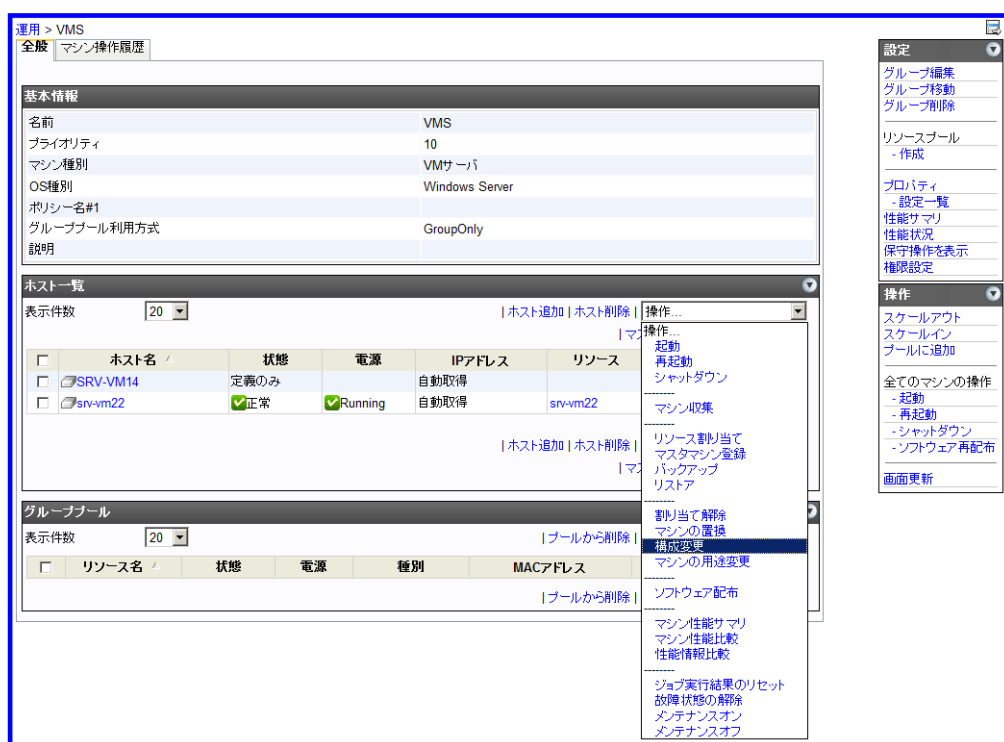 運用 > VMS
全般 マシン操作履歴
基本情報
名前 VMS
プライオリティ 10
マシン種別 VMサーバ
OS種別 Windows Server
ポリシー名#1
グループプール利用方式 GroupOnly
説明
ホスト一覧
表示件数 20 | ホスト追加 | ホスト削除 | 操作...
| マ
ホスト名 状態 電源 IPアドレス リソース
SRV-VM14 定義のみ 自動取得
srv-vm22 正常 Running 自動取得 srv-vm22
| ホスト追加 | ホスト削除 |
| マ
グループプール
表示件数 20 | プールから削除 |
リソース名 状態 電源 種別 MACアドレス
| プールから削除 |
操作...
起動
再起動
シャットダウン
--------
マシン収集
--------
リソース割り当て
マスタマシン登録
バックアップ
リストア
--------
割り当て解除
マシンの置換
構成変更
マシンの用途変更
--------
ソフトウェア配布
--------
マシン性能サマリ
マシン性能比較
性能情報比較
--------
ジョブ実行結果のリセット
故障状態の解除
メンテナンスオン
メンテナンスオフ
設定
グループ編集
グループ移動
グループ削除
リソースプール
- 作成
プロパティ
- 設定一覧
性能サマリ
性能状況
保守操作を表示
権限設定
操作
スケールアウト
スケールイン
プールに追加
全てのマシンの操作
- 起動
- 再起動
- シャットダウン
- ソフトウェア再配布
画面更新